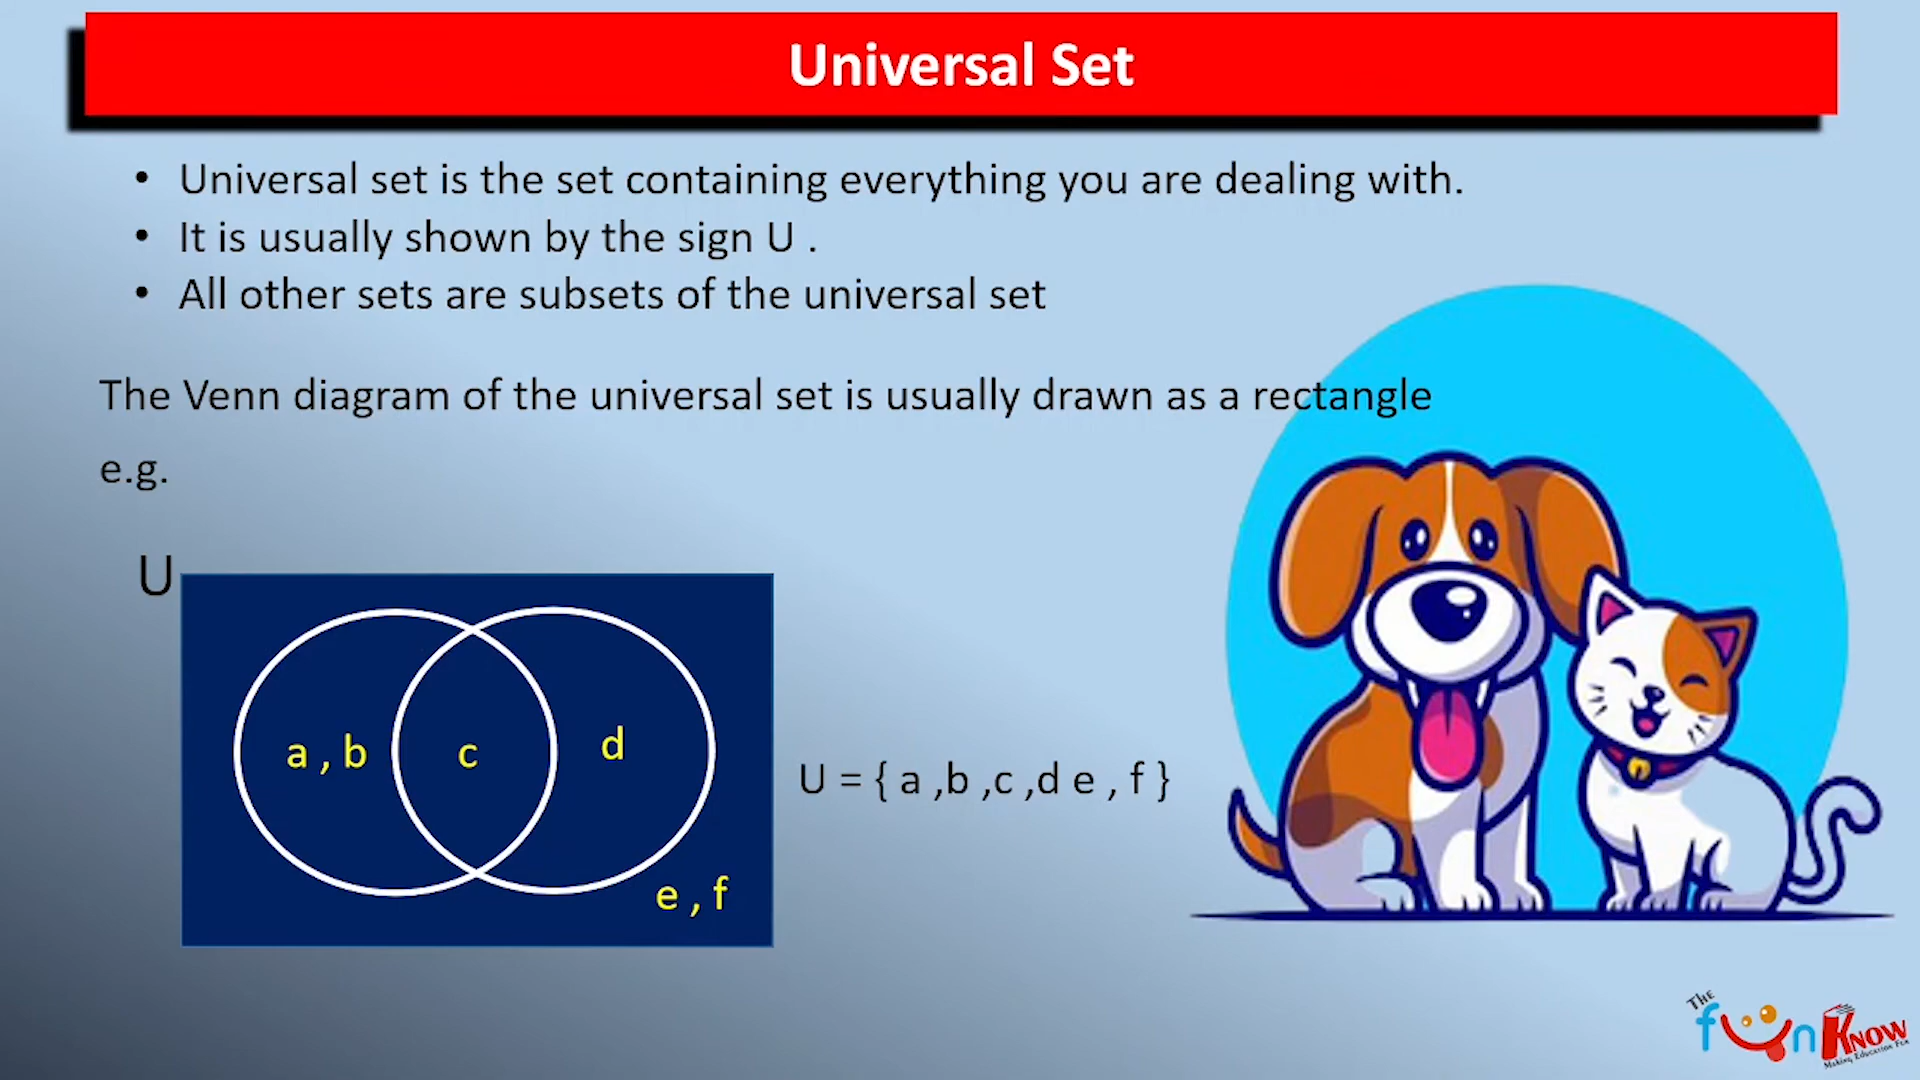 Universal Set
• Universal set is the set containing everything you are dealing with.
• It is usually shown by the sign U .
• All other sets are subsets of the universal set
The Venn diagram of the universal set is usually drawn as a rectangle
e.g.
U
a , b
c
d
e , f
U = { a ,b ,c ,d e , f }
THE
fun KNOW
Making Education Fun